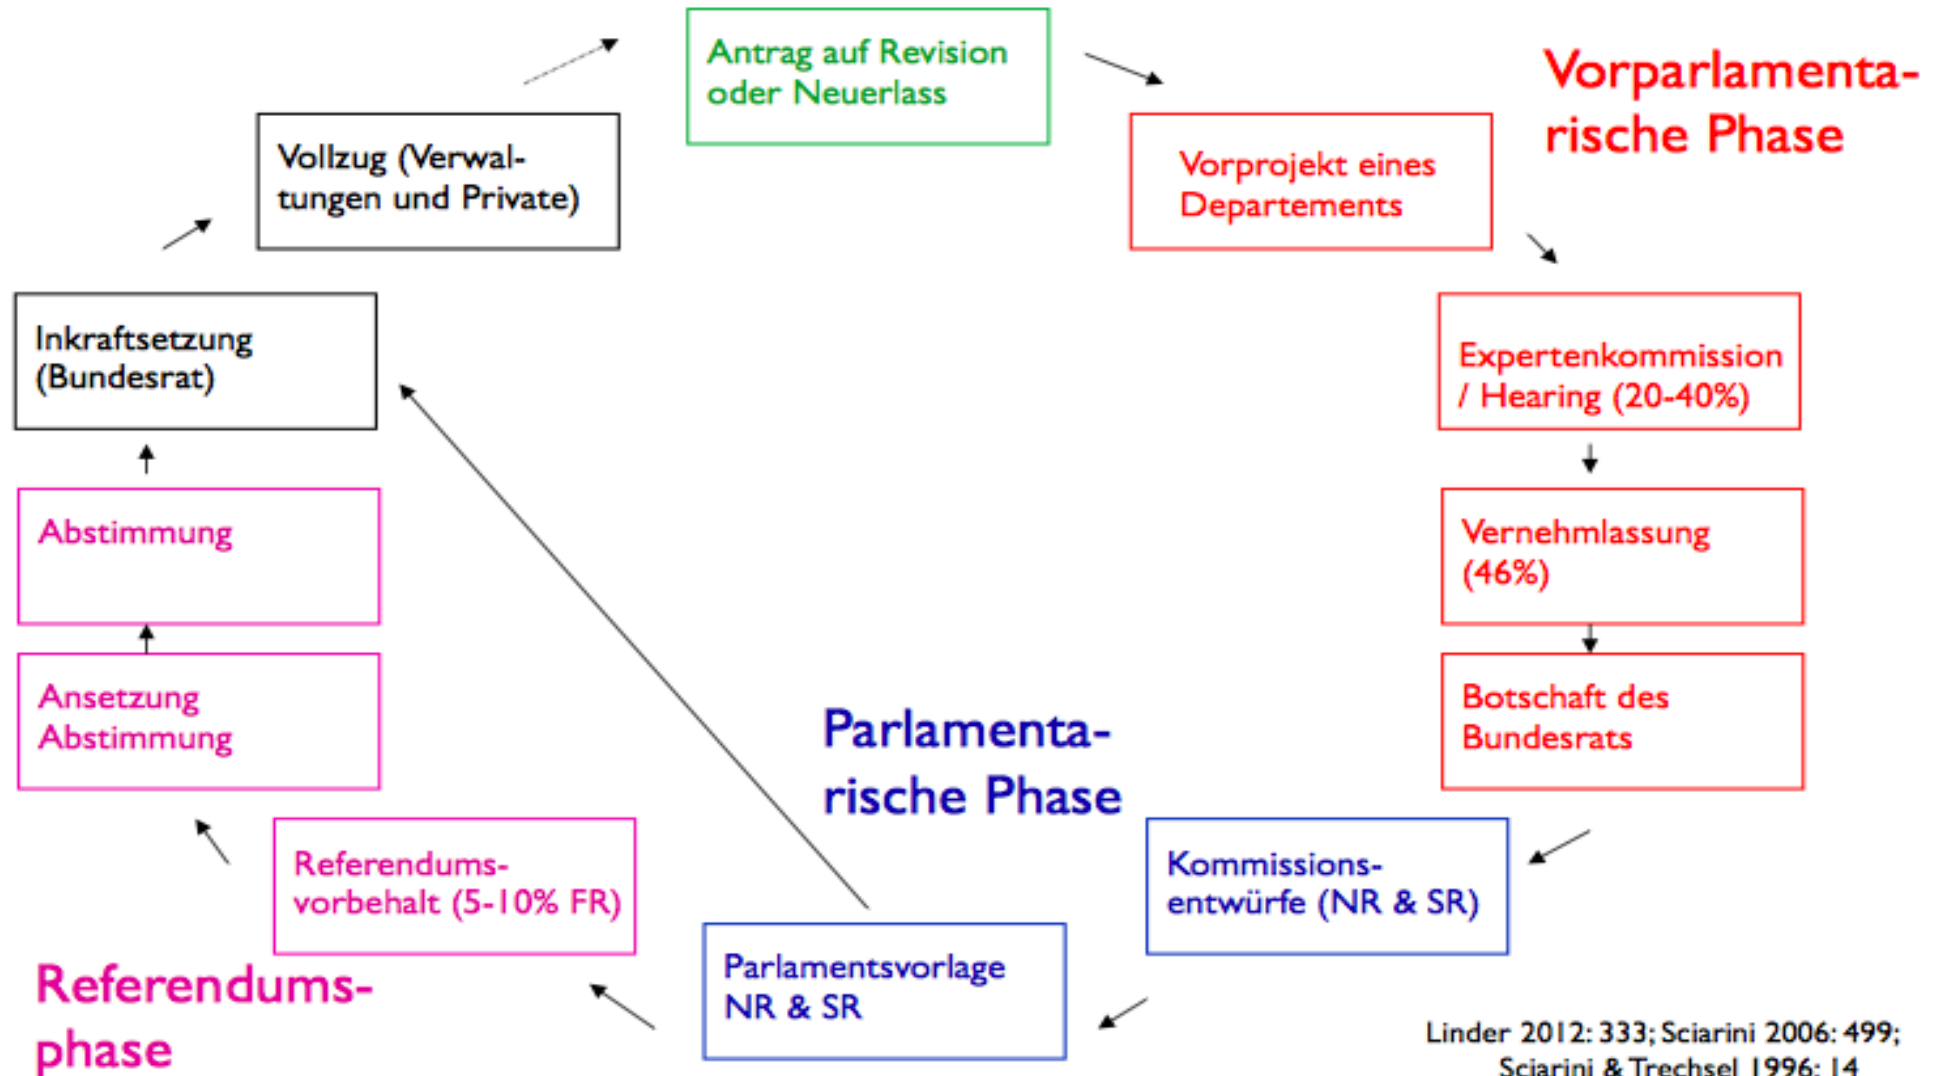 Antrag auf Revision
oder Neuerlass
Vorparlamenta-
rische Phase
Vorprojekt eines
Departements
Expertenkommission
/ Hearing (20-40%)
Vernehmlassung
(46%)
Botschaft des
Bundesrats
Parlamenta-
rische Phase
Kommissions-
entwürfe (NR & SR)
Parlamentsvorlage
NR & SR
Referendums-
vorbehalt (5-10% FR)
Referendums-
phase
Ansetzung
Abstimmung
Abstimmung
Inkraftsetzung
(Bundesrat)
Vollzug (Verwal-
tungen und Private)
Linder 2012: 333; Sciarini 2006: 499;
Sciarini & Trechsel 1996: 14